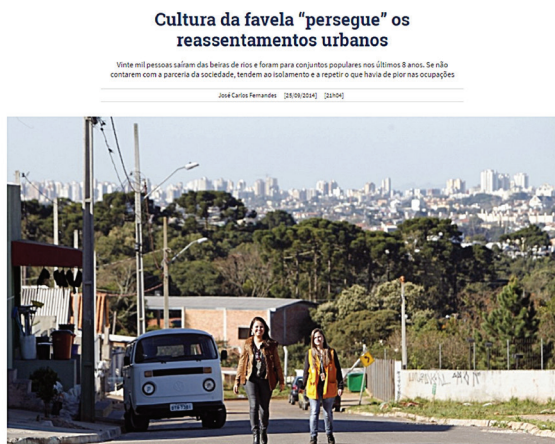 Cultura da favela “persegue” os
reassentamentos urbanos
Vinte mil pessoas saíram das beiras de rios e foram para conjuntos populares nos últimos 8 anos. Se não
contarem com a parceria da sociedade, tendem ao isolamento e a repetir o que havia de pior nas ocupações
José Carlos Fernandes [25/09/2014] [21h04]